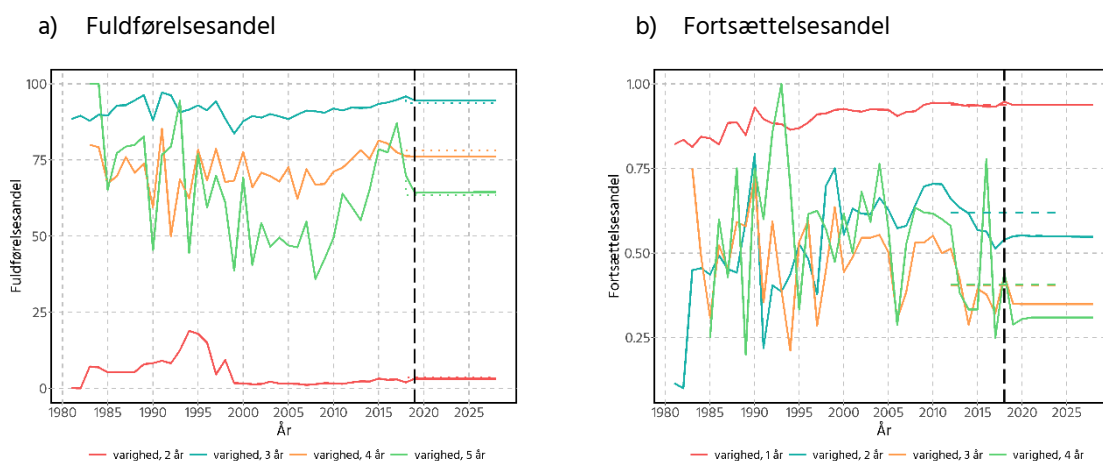 a) Fuldførelsesandel
100
75
50
25
0
Fuldførelsesandel
1980 1985 1990 1995 2000 2005 2010 2015 2020 2025
År
varighed, 2 år varighed, 3 år varighed, 4 år varighed, 5 år
b) Fortsættelsesandel
1.00
0.75
0.50
0.25
Fortsættelsesandel
1980 1985 1990 1995 2000 2005 2010 2015 2020 2025
År
varighed, 1 år varighed, 2 år varighed, 3 år varighed, 4 år